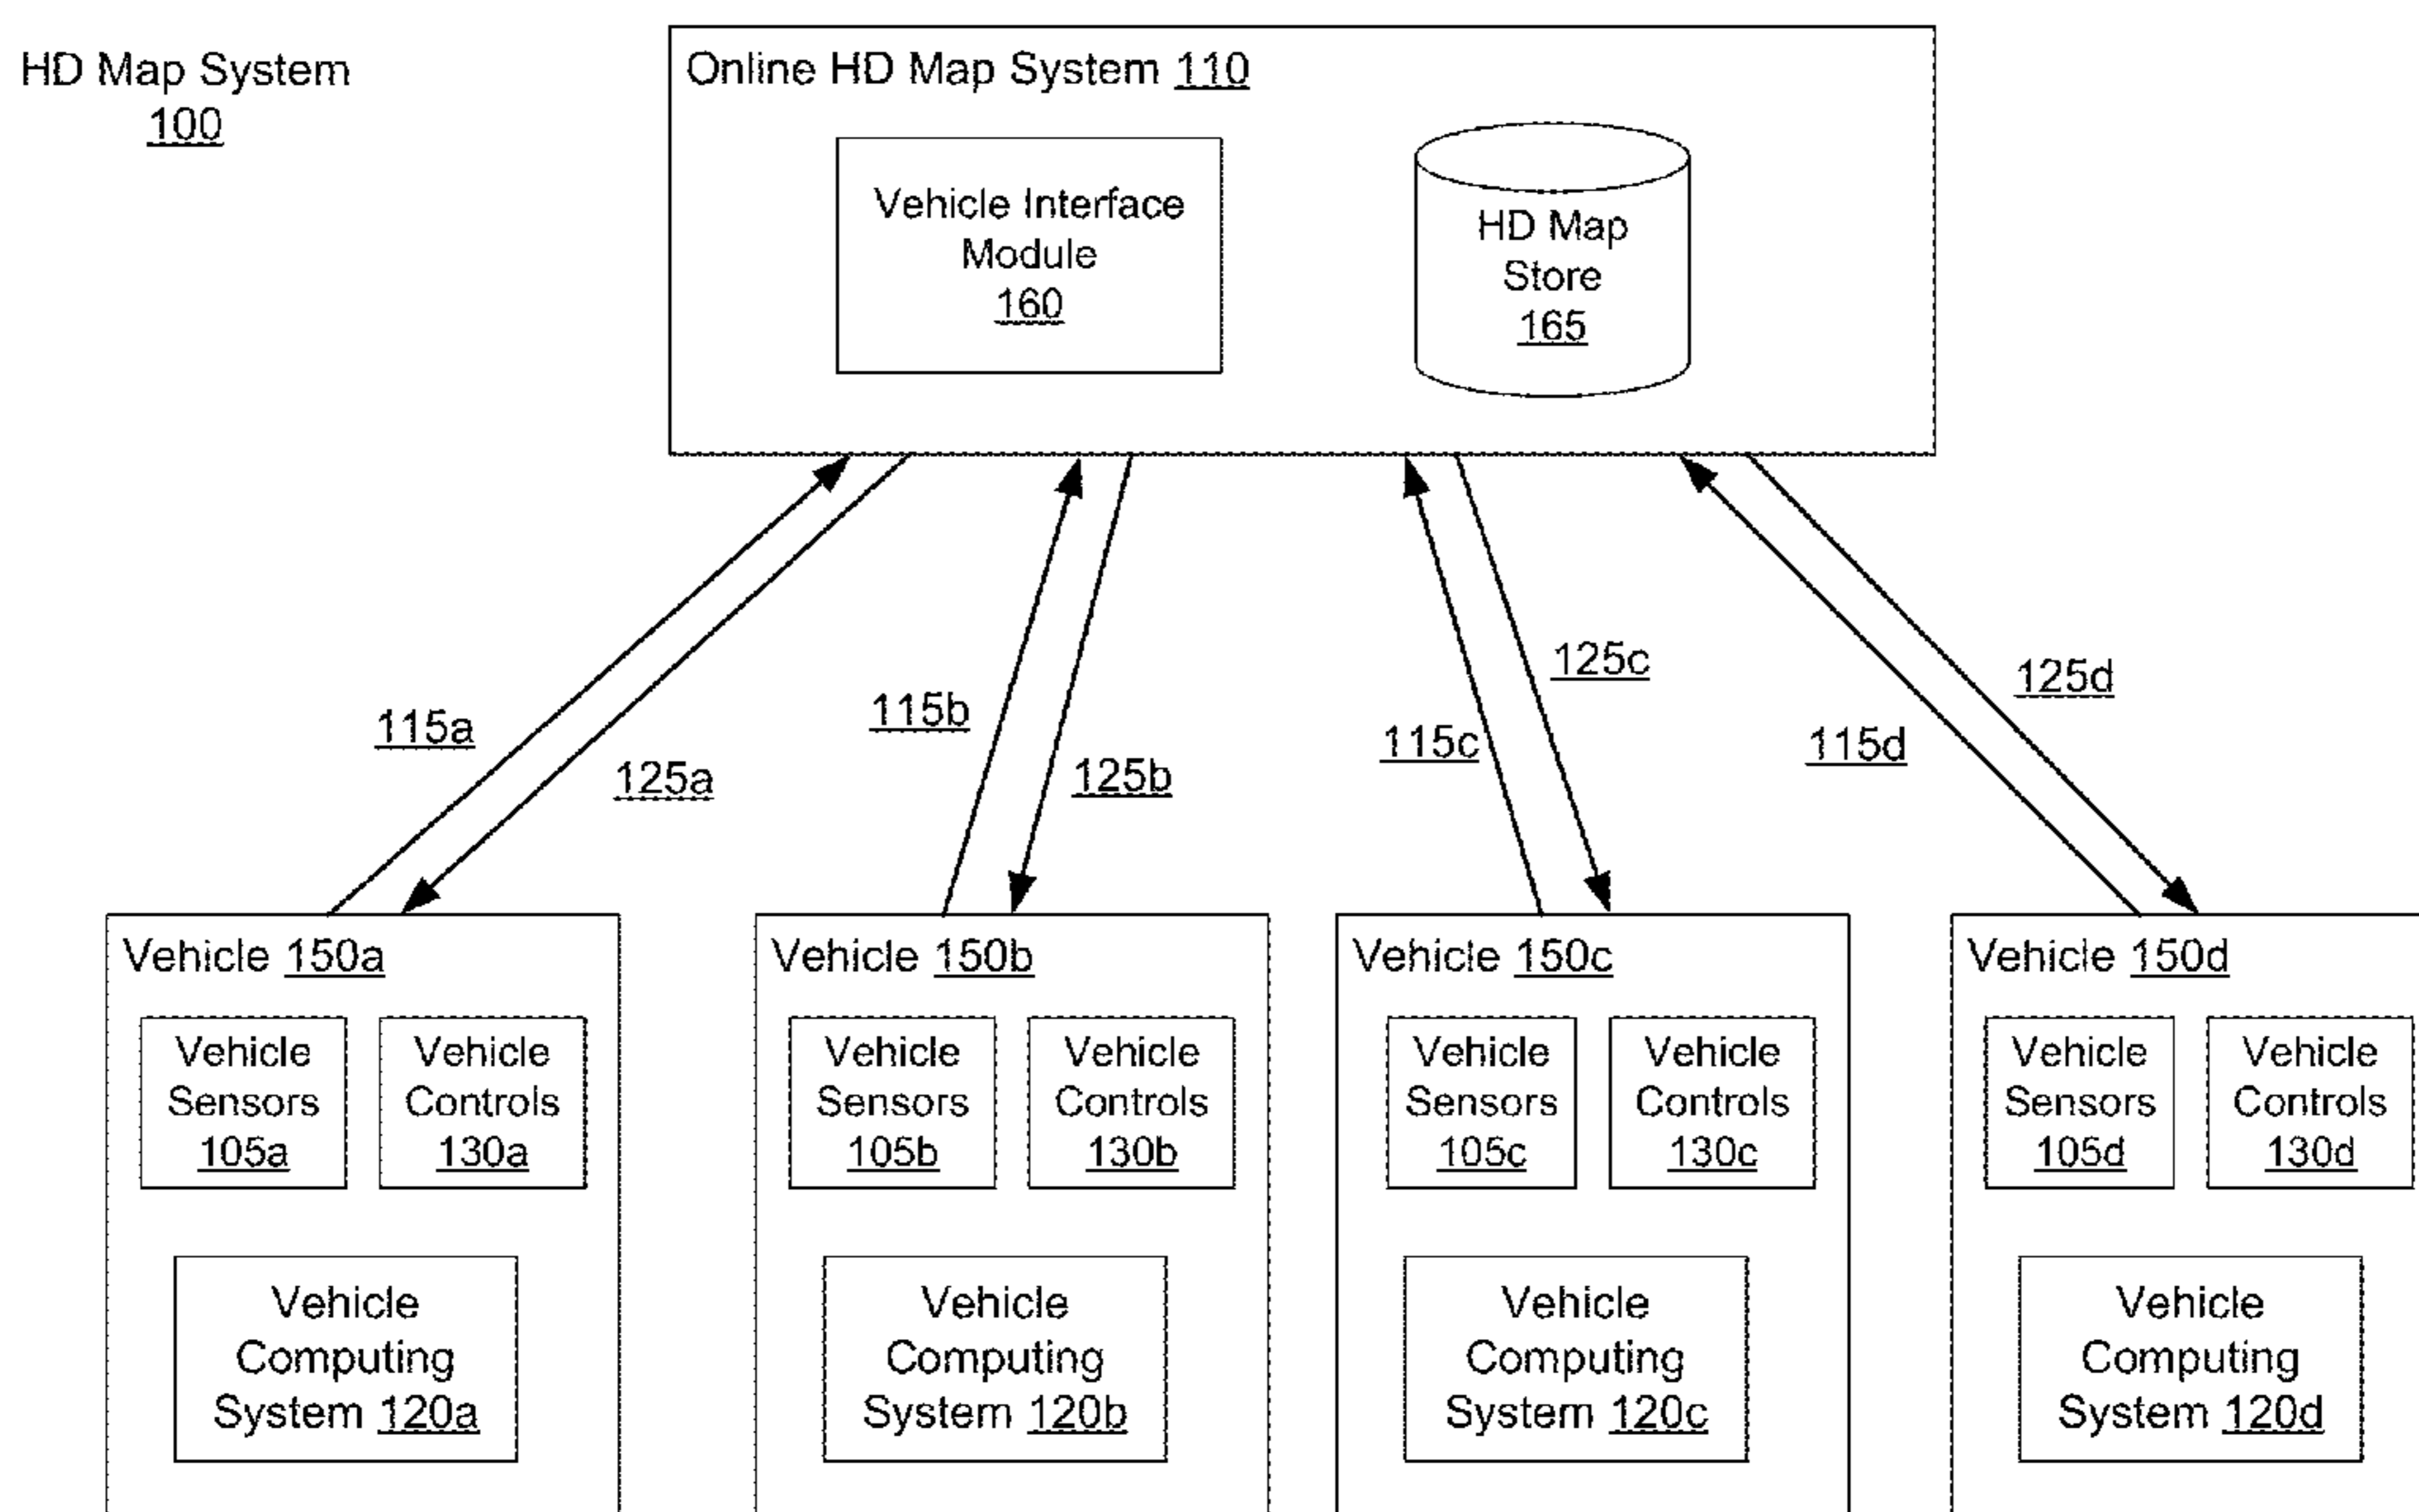 HD Map System
100
Online HD Map System 110
Vehicle Interface
Module
160
HD Map
Store
165
115a
125a
115b
125b
115c
125c
115d
125d
Vehicle 150a
Vehicle
Sensors
105a
Vehicle
Controls
130a
Vehicle
Computing
System 120a
Vehicle 150b
Vehicle
Sensors
105b
Vehicle
Controls
130b
Vehicle
Computing
System 120b
Vehicle 150c
Vehicle
Sensors
105c
Vehicle
Controls
130c
Vehicle
Computing
System 120c
Vehicle 150d
Vehicle
Sensors
105d
Vehicle
Controls
130d
Vehicle
Computing
System 120d